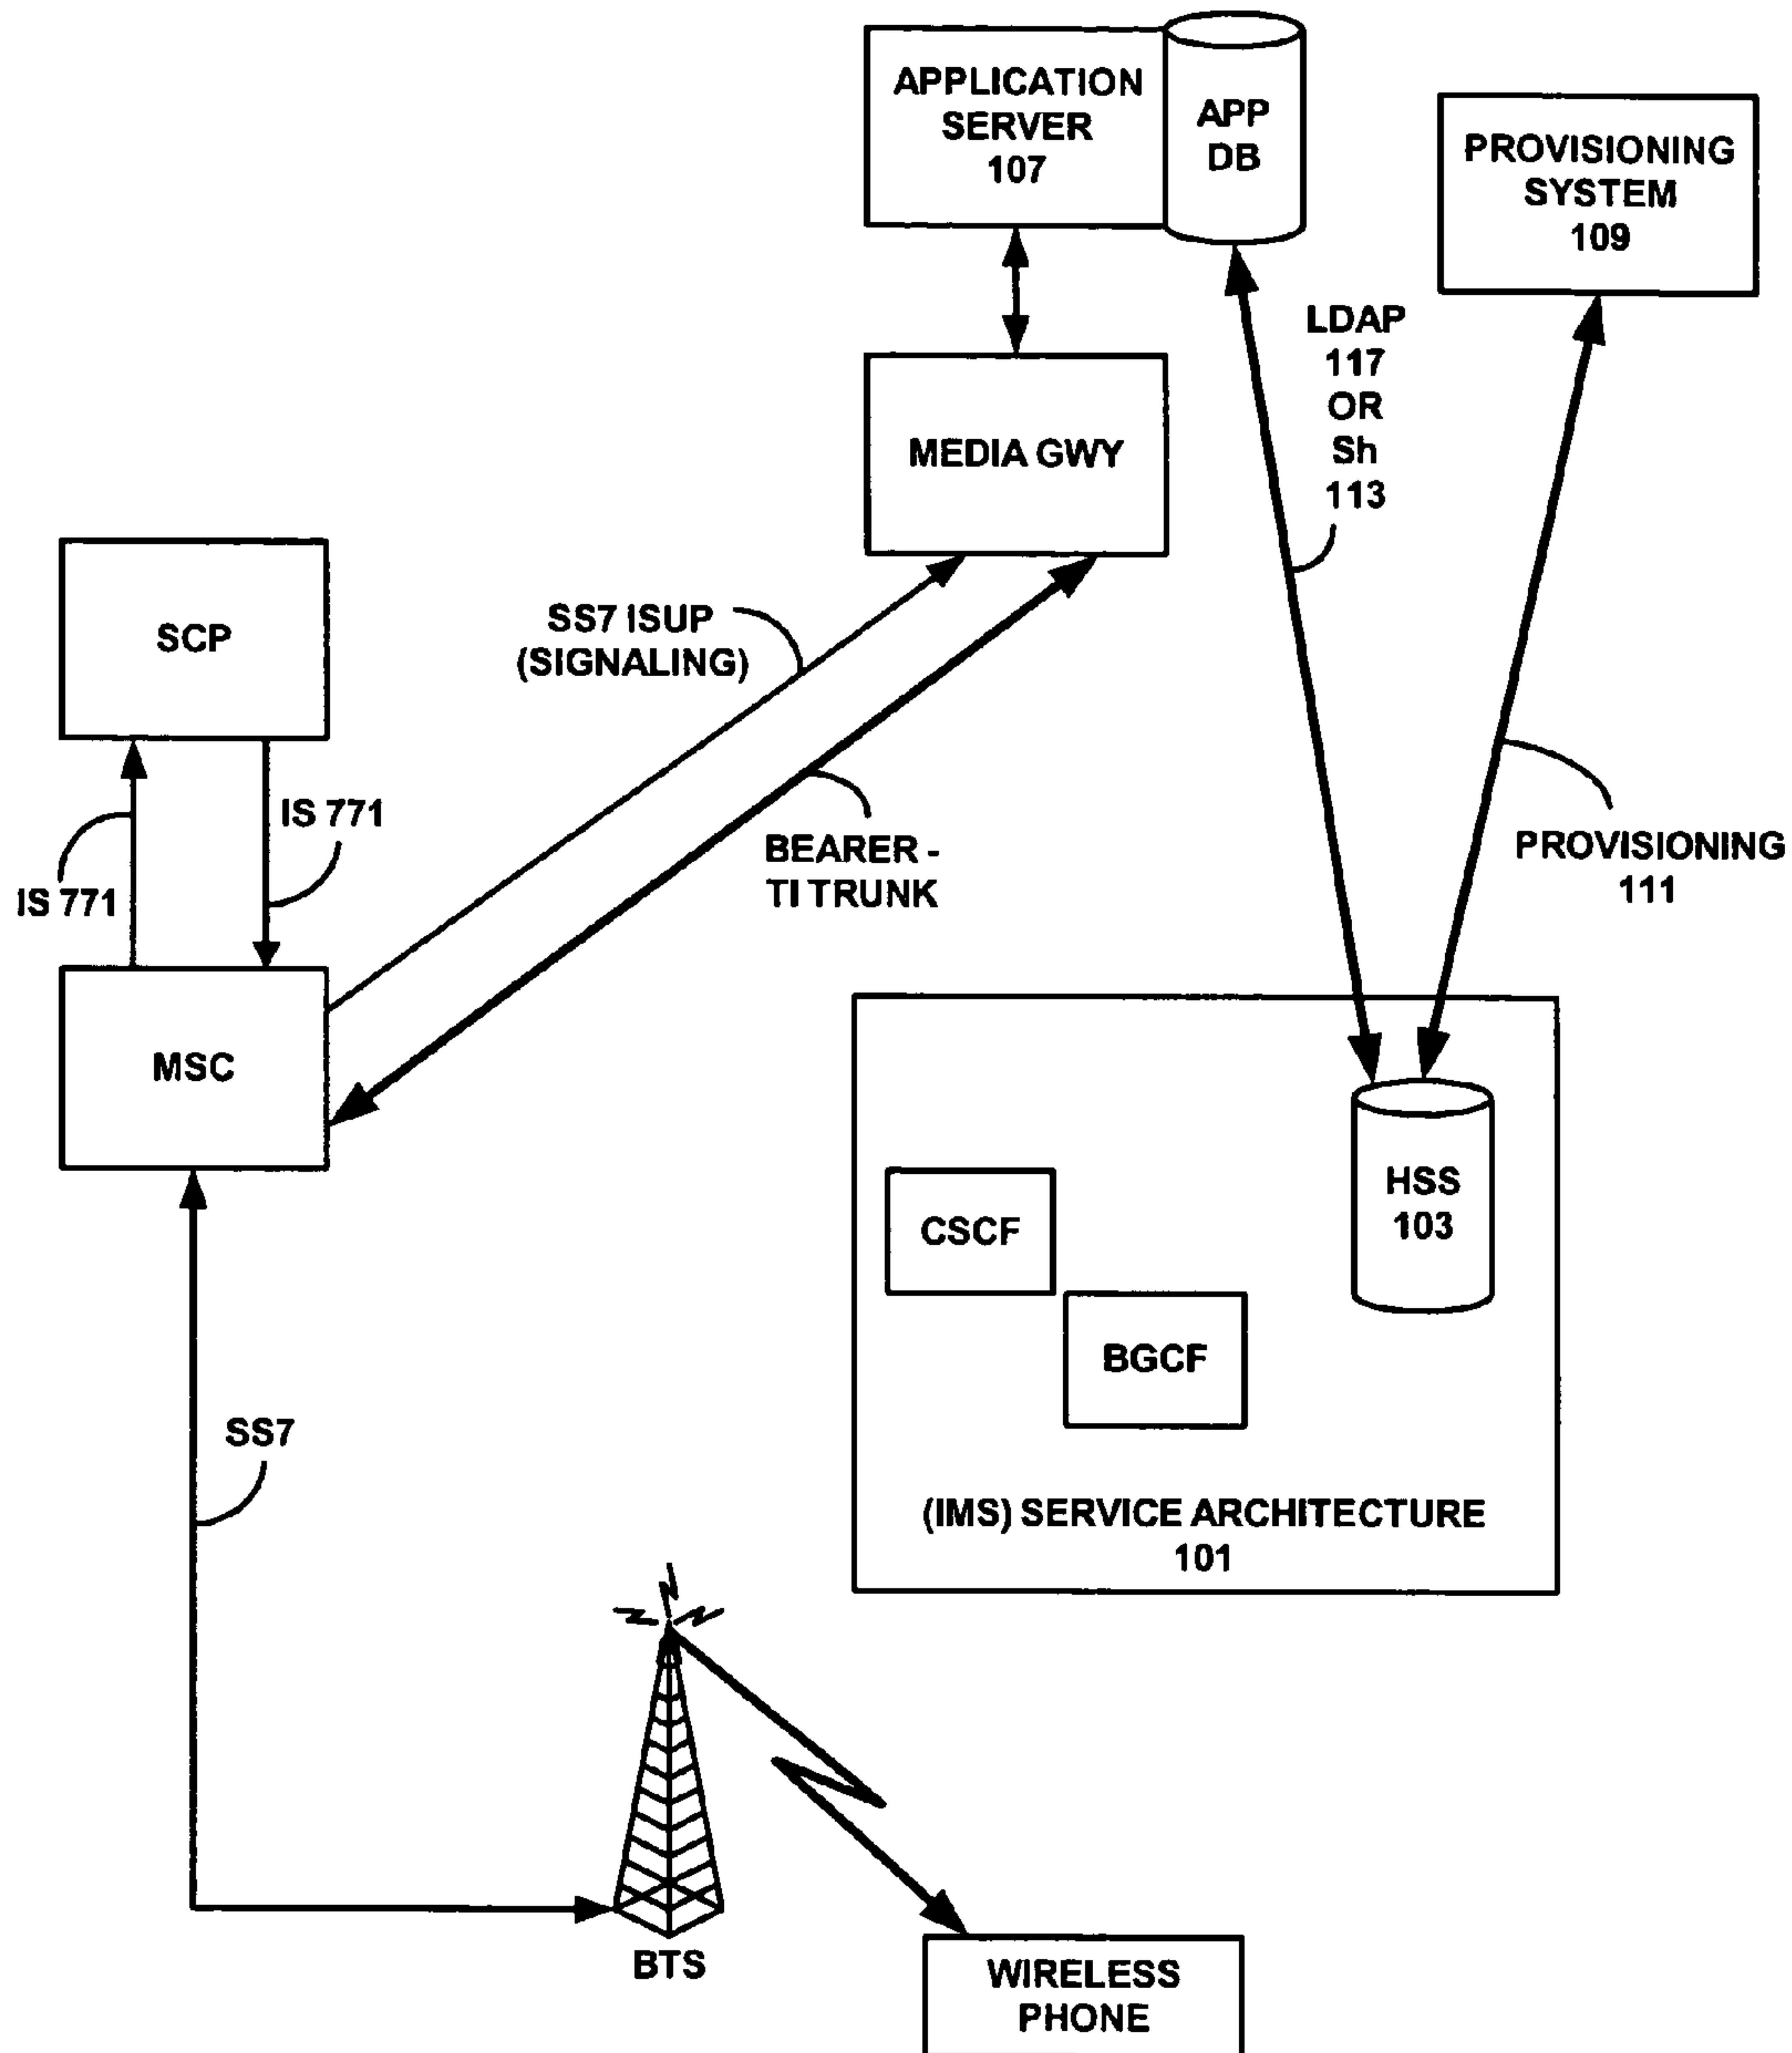 APPLICATION
SERVER
107
APP
DB
PROVISIONING
SYSTEM
109
LDAP
117
OR
Sh
113
MEDIA GWY
SCP
SS7 ISUP
(SIGNALING)
IS 771
IS 771
BEARER -
TI TRUNK
PROVISIONING
111
MSC
HSS
103
CSCF
BGCF
SS7
(IMS) SERVICE ARCHITECTURE
101
BTS
WIRELESS
PHONE